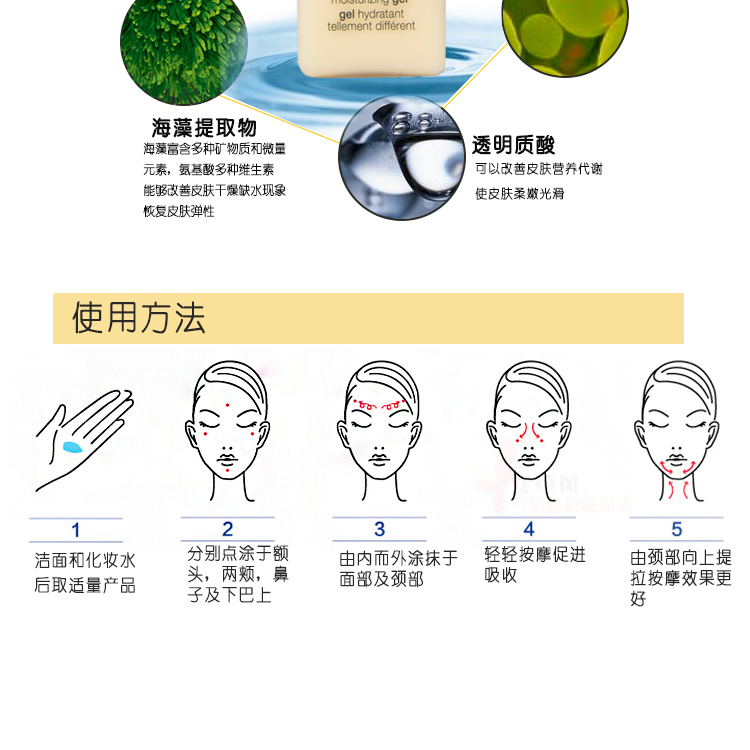 moisturizing gel
gel hydratant
tellement différent
海藻提取物
海藻富含多种矿物质和微量
元素，氨基酸多种维生素
能够改善皮肤干燥缺水现象
恢复皮肤弹性
透明质酸
可以改善皮肤营养代谢
使皮肤柔嫩光滑
使用方法
1
洁面和化妆水
后取适量产品
2
分别点涂于额
头，两颊，鼻
子及下巴上
3
由内而外涂抹于
面部及颈部
4
轻轻按摩促进
吸收
5
由颈部向上提
拉按摩效果更
好